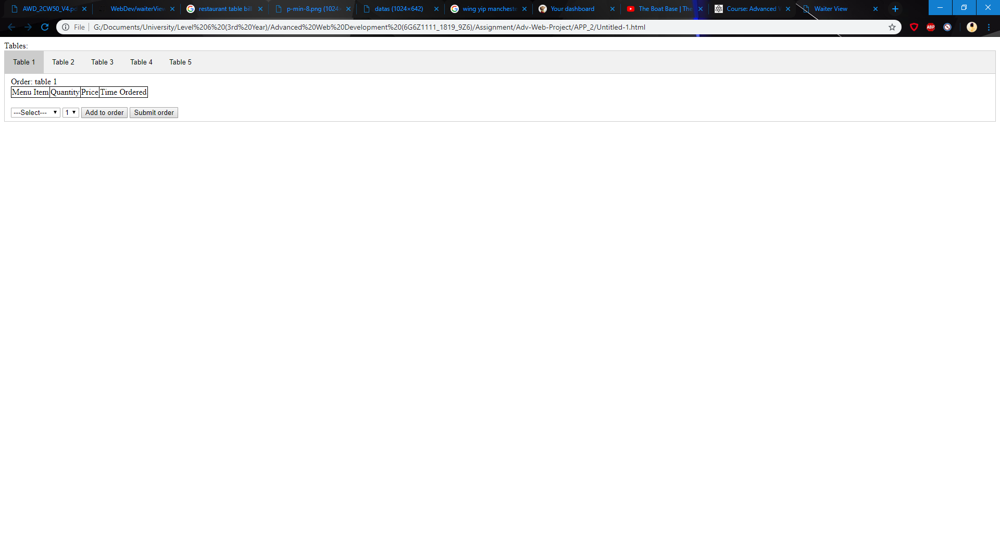 AWD_2CW50_V4.pd
WebDev/waiterView
restaurant table bill
p-min-8.png (1024×
datas (1024×642)
wing yip manchest
Your dashboard
The Boat Base | The
Course: Advanced
Waiter View
File
G:/Documents/University/Level%206%20(3rd%20Year)/Advanced%20Web%20Development%20(6G6Z1111_1819_9Z6)/Assignment/Adv-Web-Project/APP_2/Untitled-1.html
ABP
Tables:
Table 1 Table 2 Table 3 Table 4 Table 5
Order: table 1
Menu Item Quantity Price Time Ordered
---Select--- 1 Add to order Submit order